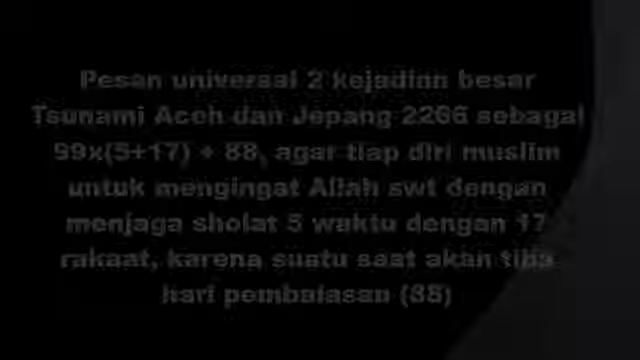 Pesan universal 2 kejadian besar
Tsunami Aceh dan Jepang 2266 sebagai
99x(5+17) + 88, agar tiap diri muslim
untuk mengingat Allah swt dengan
menjaga sholat 5 waktu dengan 17
rakaat, karena suatu saat akan tiba
hari pembalasan (88)